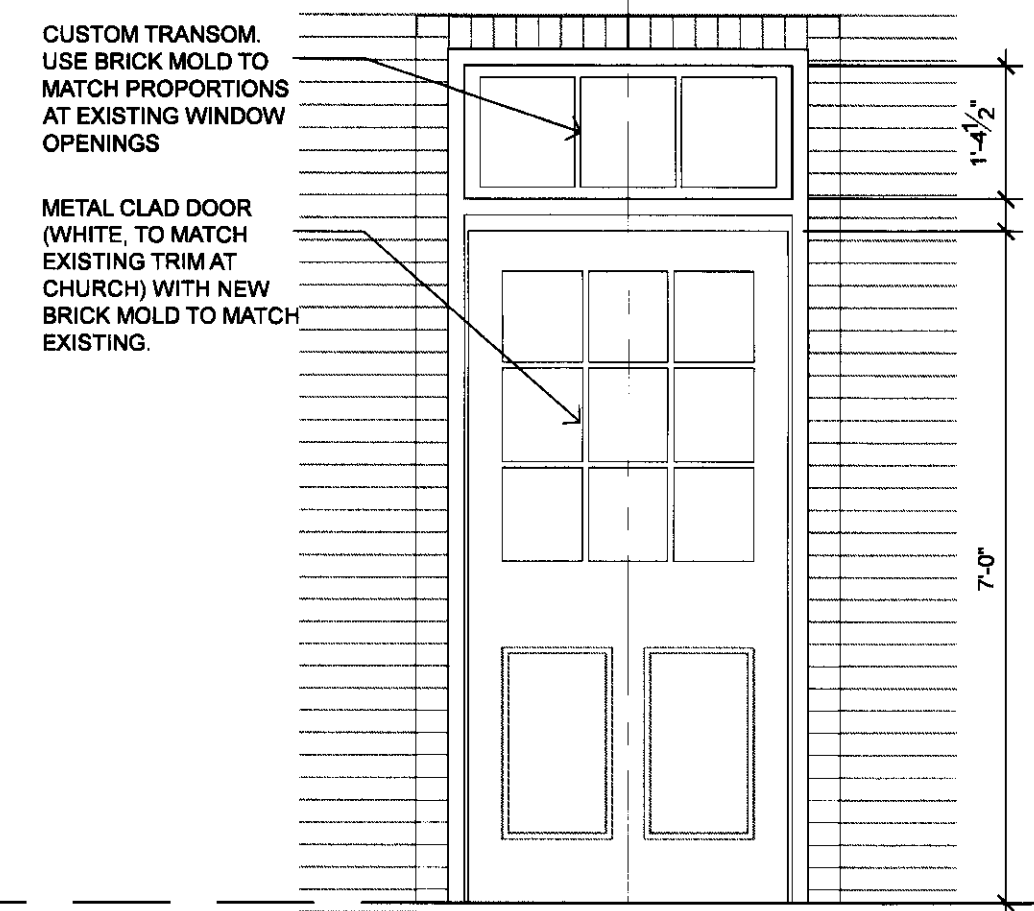 CUSTOM TRANSOM.
USE BRICK MOLD TO
MATCH PROPORTIONS
AT EXISTING WINDOW
OPENINGS
METAL CLAD DOOR
(WHITE, TO MATCH
EXISTING TRIM AT
CHURCH) WITH NEW
BRICK MOLD TO MATCH
EXISTING.
1'-4½"
7'-0"